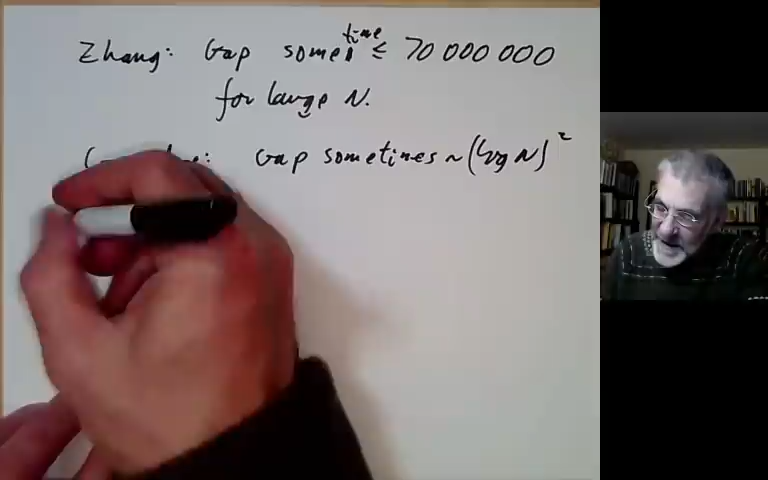 Zhang: Gap sometime ≤ 70 000 000
for large N.
Gap sometimes ~ (log N)²